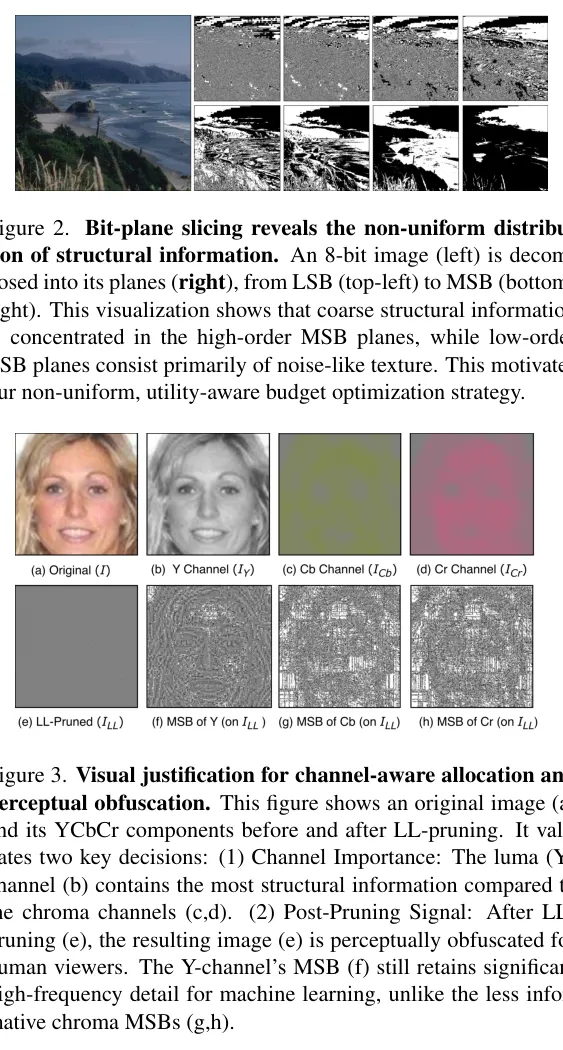 igure 2. Bit-plane slicing reveals the non-uniform distribu
ion of structural information. An 8-bit image (left) is decom
osed into its planes (right), from LSB (top-left) to MSB (bottom
ght). This visualization shows that coarse structural information
concentrated in the high-order MSB planes, while low-orde
SB planes consist primarily of noise-like texture. This motivate
ur non-uniform, utility-aware budget optimization strategy.
(a) Original (I) (b) Y Channel (I_Y) (c) Cb Channel (I_Cb) (d) Cr Channel (I_Cr)
(e) LL-Pruned (I_LL) (f) MSB of Y (on I_LL ) (g) MSB of Cb (on I_LL) (h) MSB of Cr (on I_LL)
igure 3. Visual justification for channel-aware allocation an
erceptual obfuscation. This figure shows an original image (a
nd its YCbCr components before and after LL-pruning. It val
ates two key decisions: (1) Channel Importance: The luma (Y
hannel (b) contains the most structural information compared t
he chroma channels (c,d). (2) Post-Pruning Signal: After LL
runing (e), the resulting image (e) is perceptually obfuscated fo
uman viewers. The Y-channel's MSB (f) still retains significan
igh-frequency detail for machine learning, unlike the less infor
native chroma MSBs (g,h).